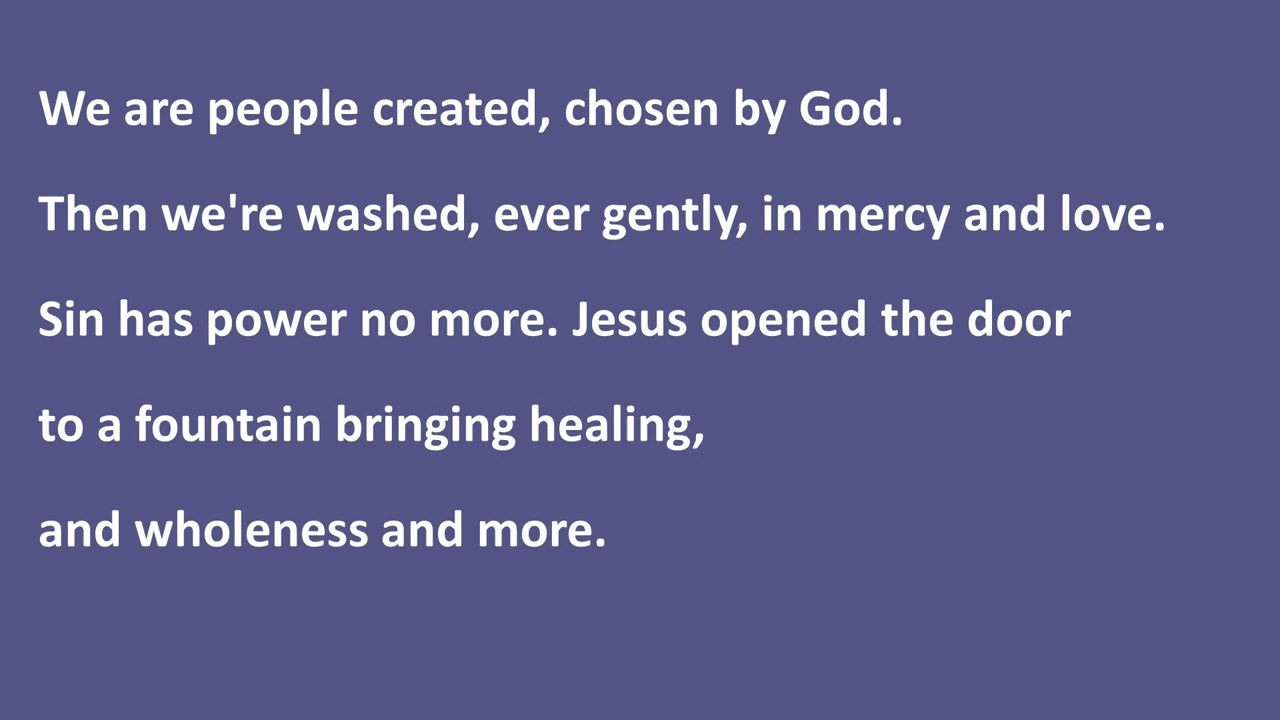 We are people created, chosen by God.
Then we're washed, ever gently, in mercy and love.
Sin has power no more. Jesus opened the door
to a fountain bringing healing,
and wholeness and more.